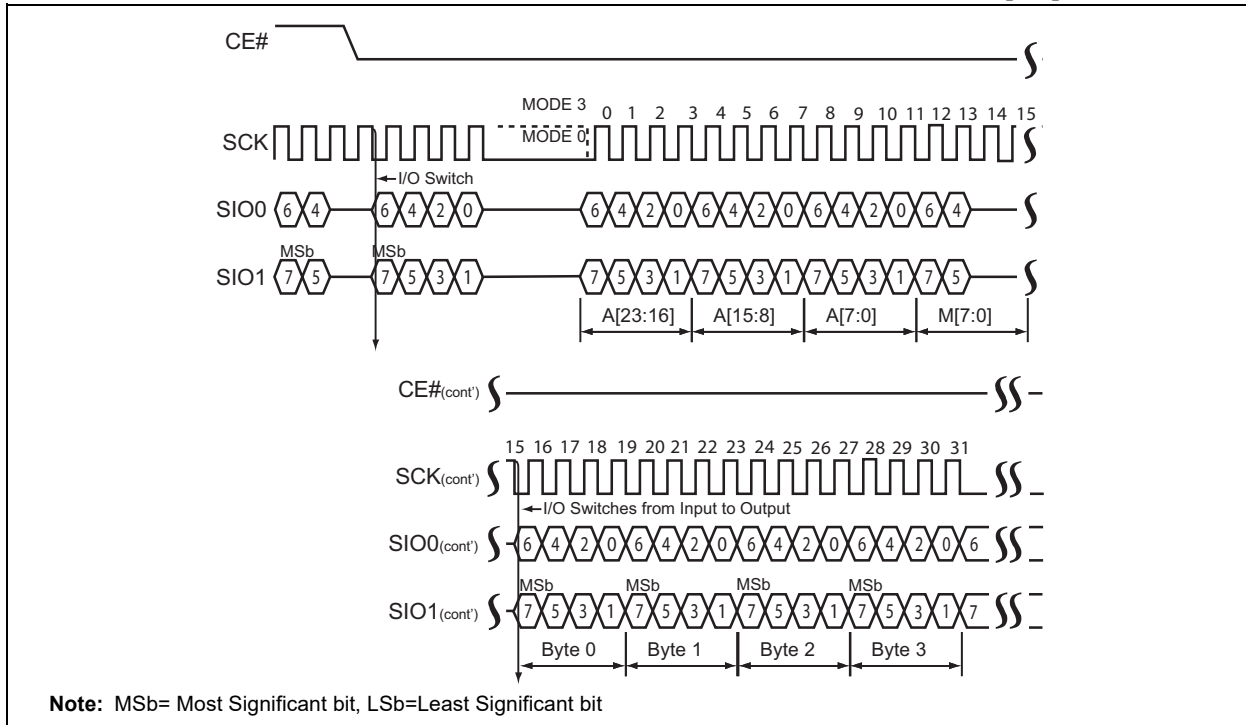 CE#
MODE 3
0 1 2 3 4 5 6 7 8 9 10 11 12 13 14 15
SCK
MODE 0
I/O Switch
SIO0 6 4 6 4 2 0 6 4 2 0 6 4 2 0 6 4 2 0 6 4
MSb MSb
SIO1 7 5 7 5 3 1 7 5 3 1 7 5 3 1 7 5 3 1 7 5
A[23:16] A[15:8] A[7:0] M[7:0]
CE#(cont')
15 16 17 18 19 20 21 22 23 24 25 26 27 28 29 30 31
SCK(cont')
I/O Switches from Input to Output
SIO0(cont') 6 4 2 0 6 4 2 0 6 4 2 0 6 4 2 0 6
MSb MSb MSb MSb
SIO1(cont') 7 5 3 1 7 5 3 1 7 5 3 1 7 5 3 1 7
Byte 0 Byte 1 Byte 2 Byte 3
Note: MSb= Most Significant bit, LSb=Least Significant bit